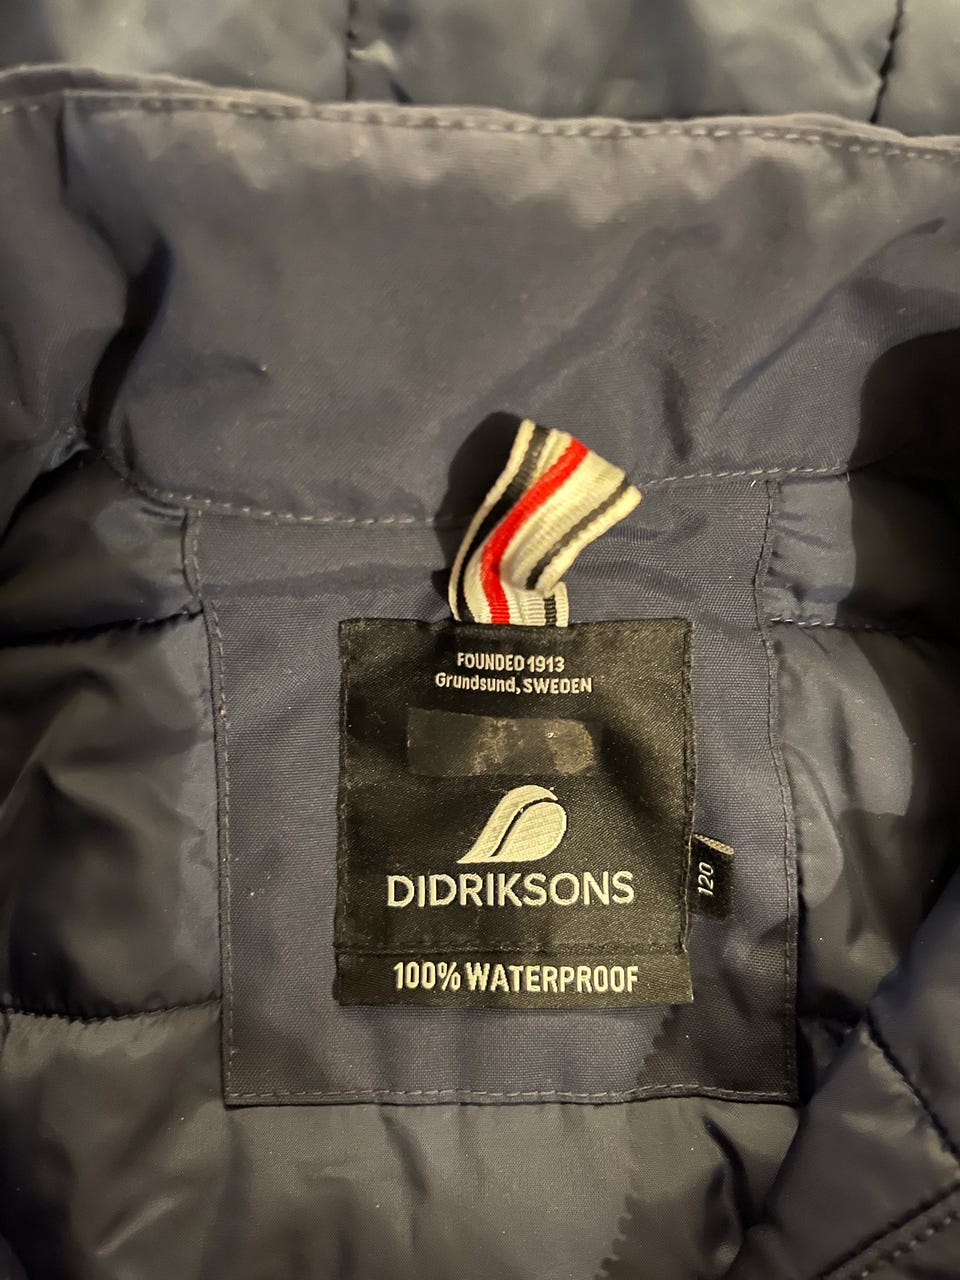 FOUNDED 1913
Grundsund, SWEDEN
DIDRIKSONS
120
100% WATERPROOF